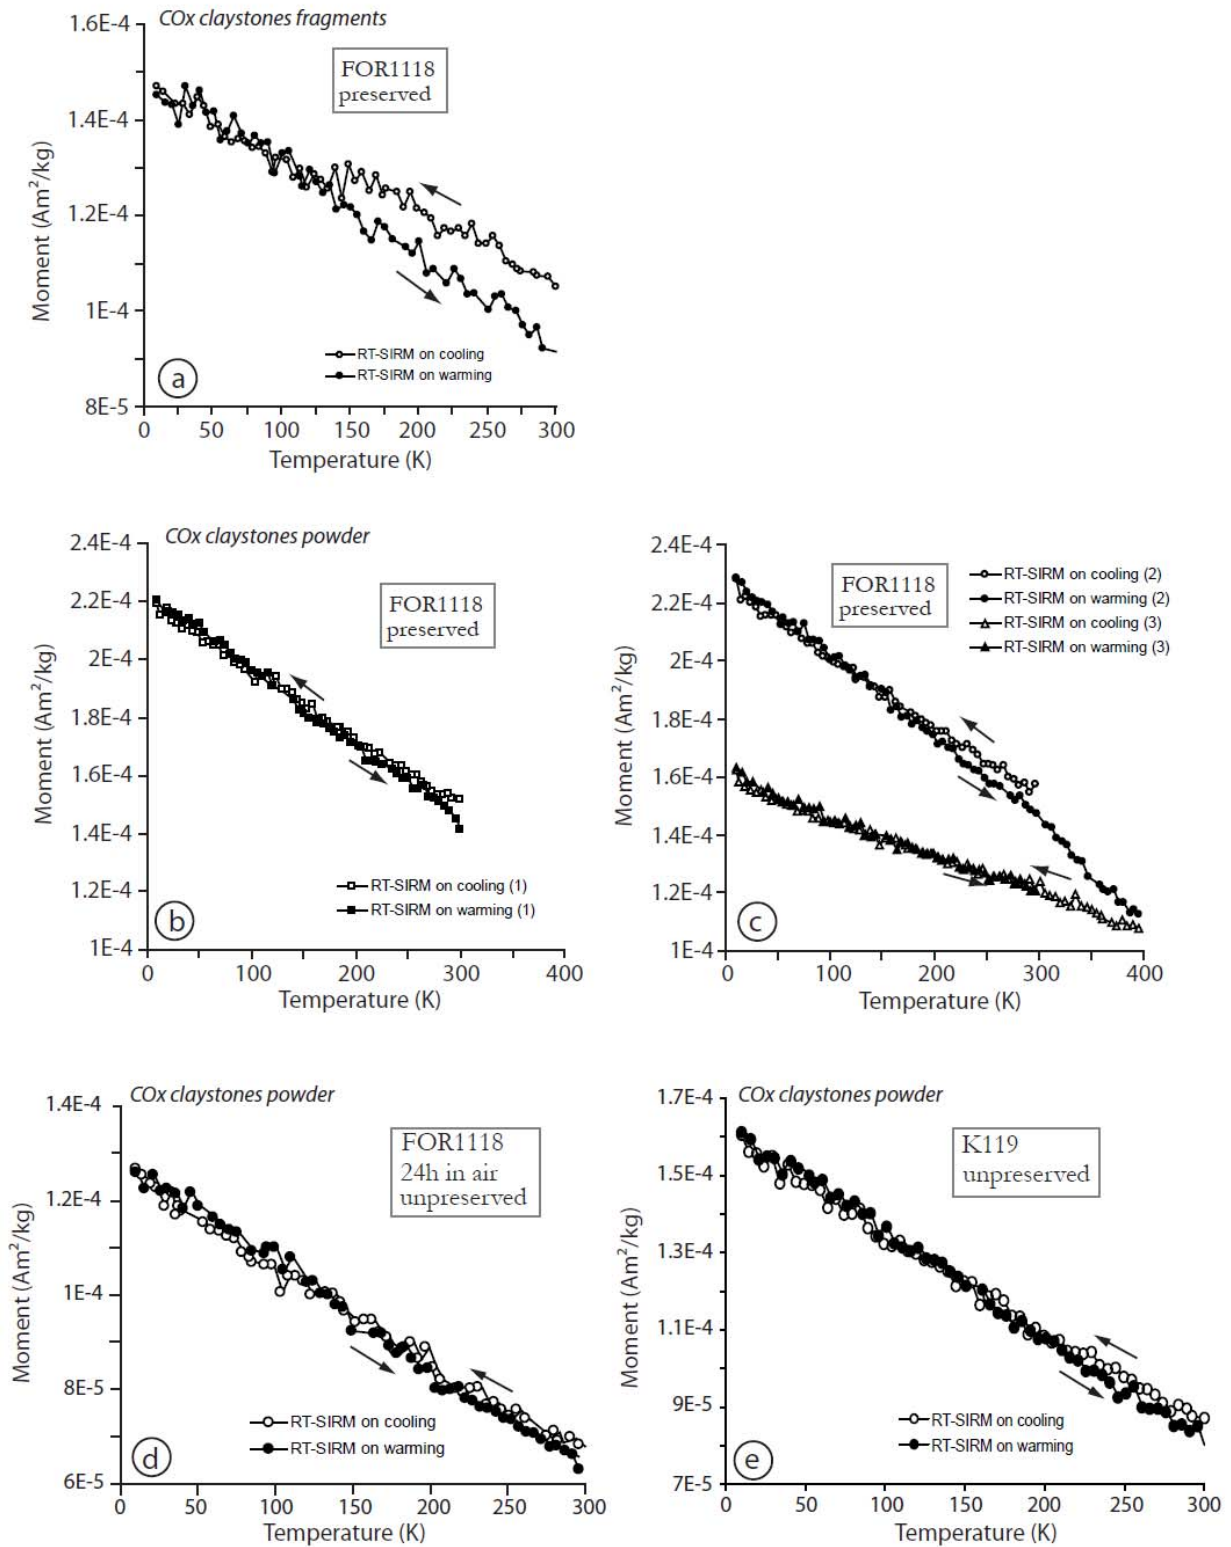 COx claystones fragments
1.6E-4
1.4E-4
1.2E-4
1E-4
8E-5
Moment (Am²/kg)
FOR1118
preserved
RT-SIRM on cooling
RT-SIRM on warming
a
0 50 100 150 200 250 300
Temperature (K)
COx claystones powder
2.4E-4
2.2E-4
2E-4
1.8E-4
1.6E-4
1.4E-4
1.2E-4
1E-4
Moment (Am²/kg)
FOR1118
preserved
RT-SIRM on cooling (1)
RT-SIRM on warming (1)
b
0 100 200 300 400
Temperature (K)
2.4E-4
2.2E-4
2E-4
1.8E-4
1.6E-4
1.4E-4
1.2E-4
1E-4
Moment (Am²/kg)
FOR1118
preserved
RT-SIRM on cooling (2)
RT-SIRM on warming (2)
RT-SIRM on cooling (3)
RT-SIRM on warming (3)
c
0 100 200 300 400
Temperature (K)
COx claystones powder
1.4E-4
1.2E-4
1E-4
8E-5
6E-5
Moment (Am²/kg)
FOR1118
24h in air
unpreserved
RT-SIRM on cooling
RT-SIRM on warming
d
0 50 100 150 200 250 300
Temperature (K)
COx claystones powder
1.7E-4
1.5E-4
1.3E-4
1.1E-4
9E-5
7E-5
Moment (Am²/kg)
K119
unpreserved
RT-SIRM on cooling
RT-SIRM on warming
e
0 50 100 150 200 250 300
Temperature (K)